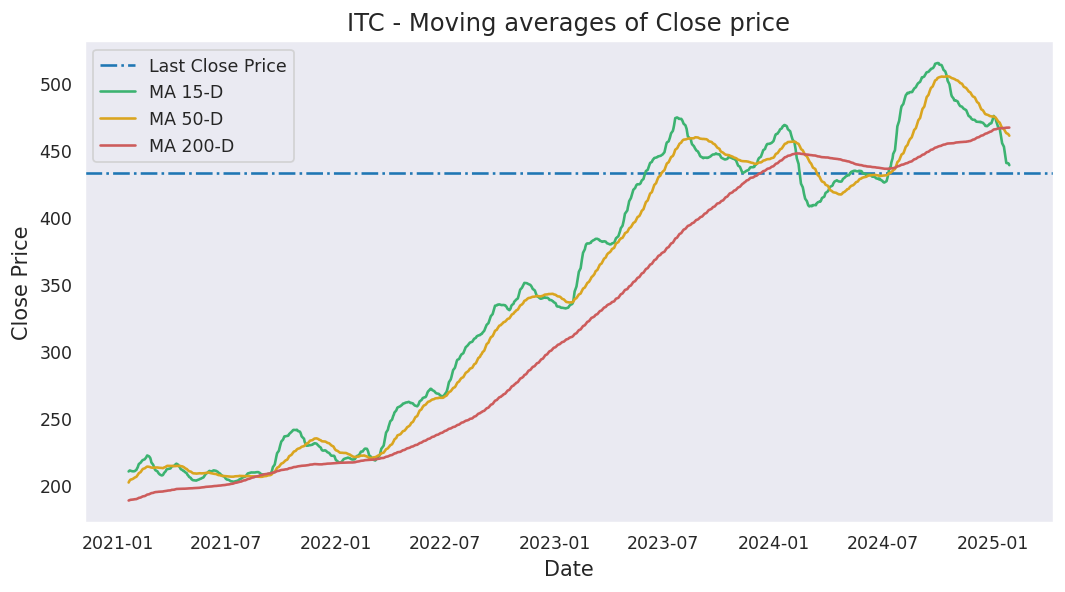 ITC - Moving averages of Close price
Last Close Price
MA 15-D
MA 50-D
MA 200-D
Close Price
500
450
400
350
300
250
200
2021-01 2021-07 2022-01 2022-07 2023-01 2023-07 2024-01 2024-07 2025-01
Date